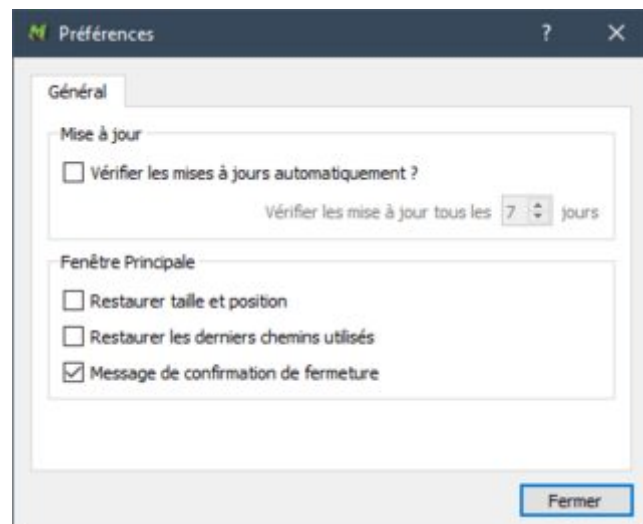 Préférences
?
Général
Mise à jour
Vérifier les mises à jours automatiquement ?
Vérifier les mise à jour tous les 7 jours
Fenêtre Principale
Restaurer taille et position
Restaurer les derniers chemins utilisés
Message de confirmation de fermeture
Fermer